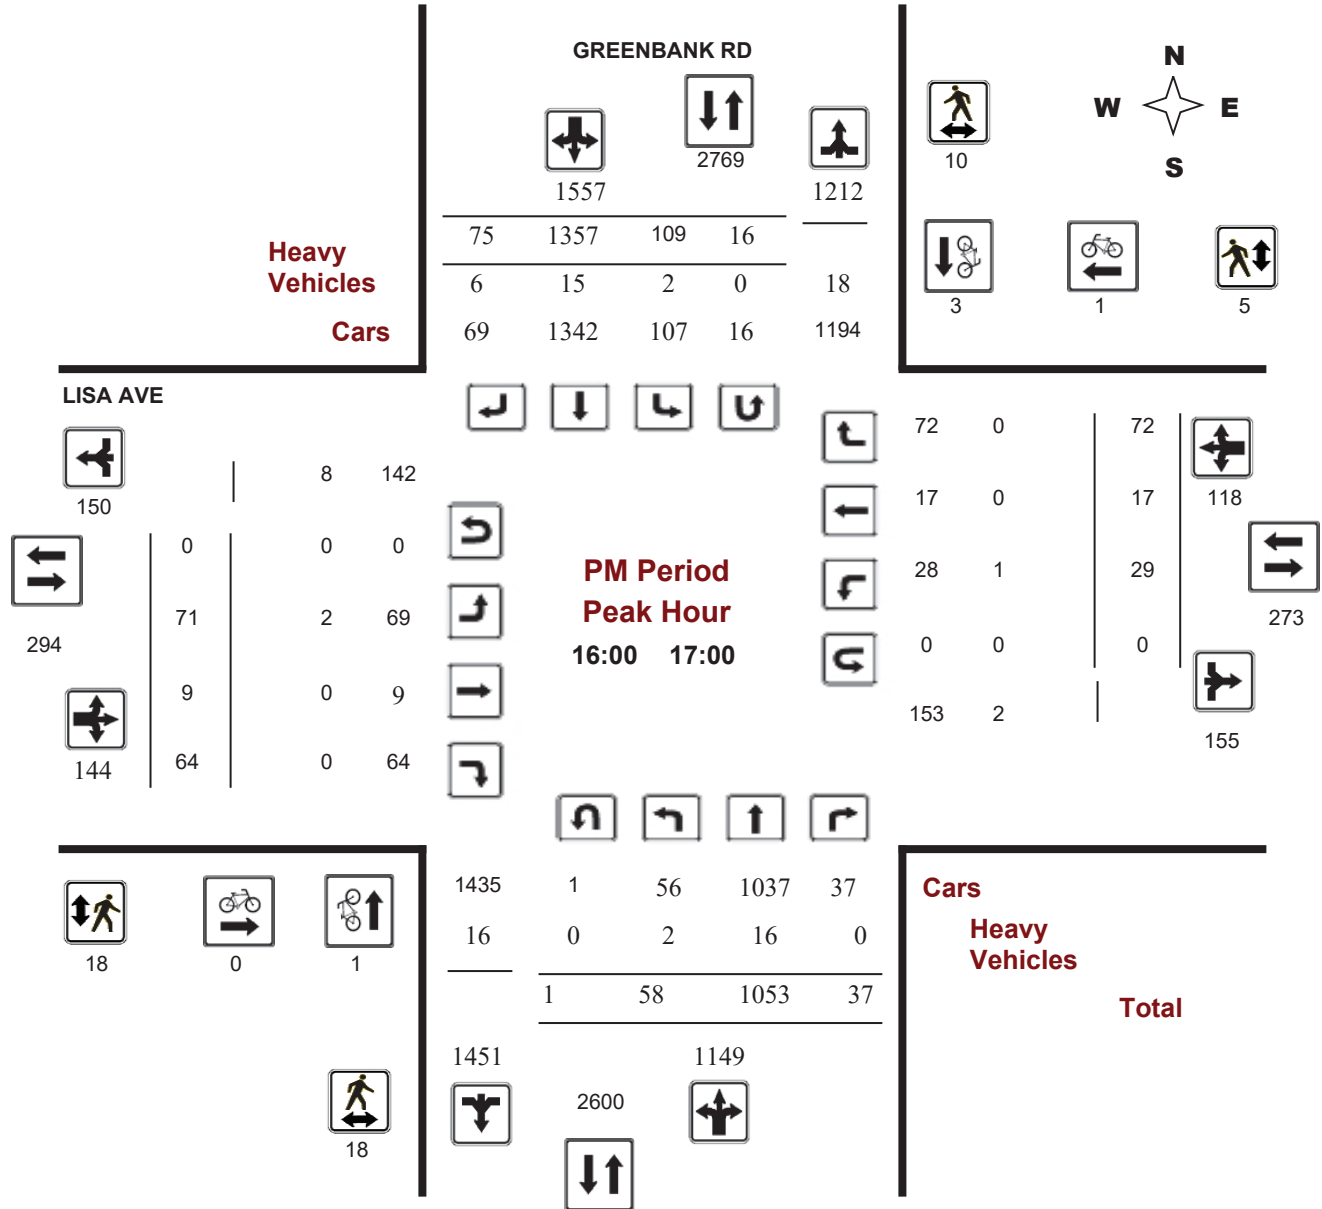 GREENBANK RD
N
W E
S
2769
10
1557 1212
75 1357 109 16
Heavy
Vehicles 6 15 2 0 18
3 1 5
Cars 69 1342 107 16 1194
LISA AVE
72 0 72
8 142
150
17 0 17 118
0 0 0
PM Period
28 1 29
Peak Hour
71 2 69
273
294
16:00 17:00
0 0 0
9 0 9
153 2
155
144 64 0 64
1435 1 56 1037 37 Cars
16 0 2 16 0 Heavy
Vehicles
18 0 1
1 58 1053 37 Total
1451 1149
2600
18